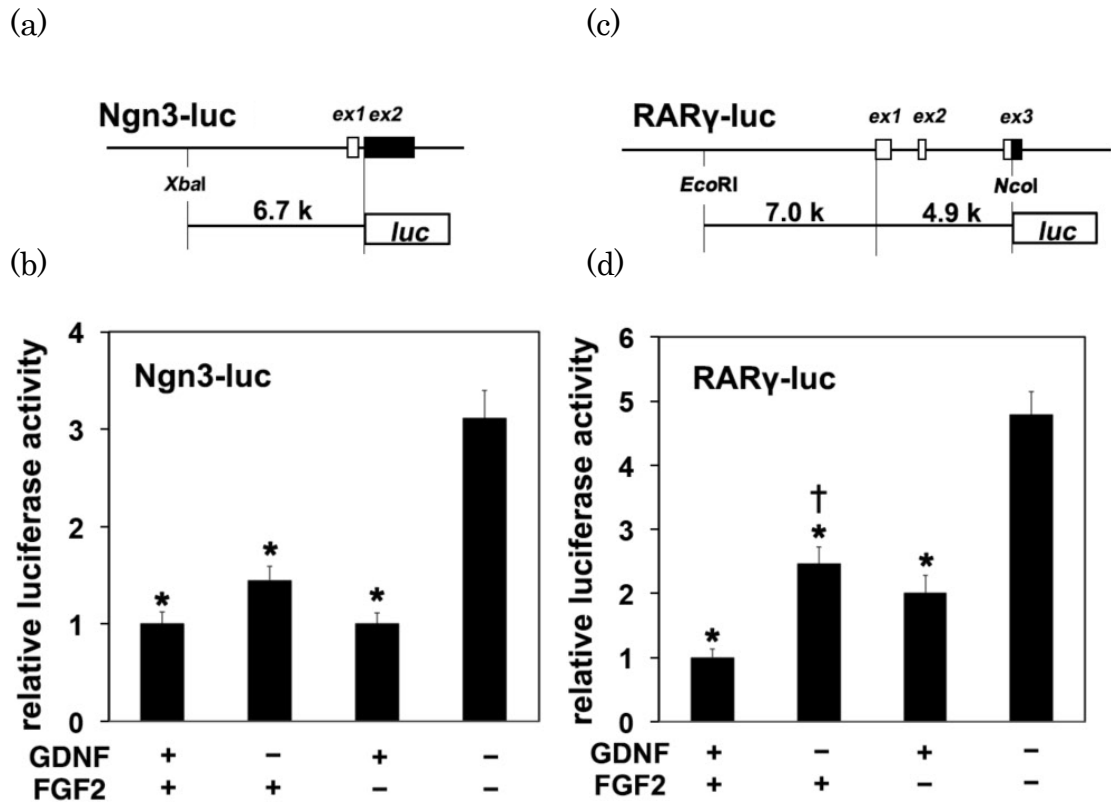 (a)
Ngn3-luc
ex1 ex2
XbaI
6.7 k
luc
(b)
relative luciferase activity
4
3
2
1
0
Ngn3-luc
*
*
*
GDNF + − + −
FGF2 + + − −
(c)
RARγ-luc
ex1 ex2 ex3
EcoRI
NcoI
7.0 k 4.9 k
luc
(d)
relative luciferase activity
6
5
4
3
2
1
0
RARγ-luc
*
†
*
*
GDNF + − + −
FGF2 + + − −